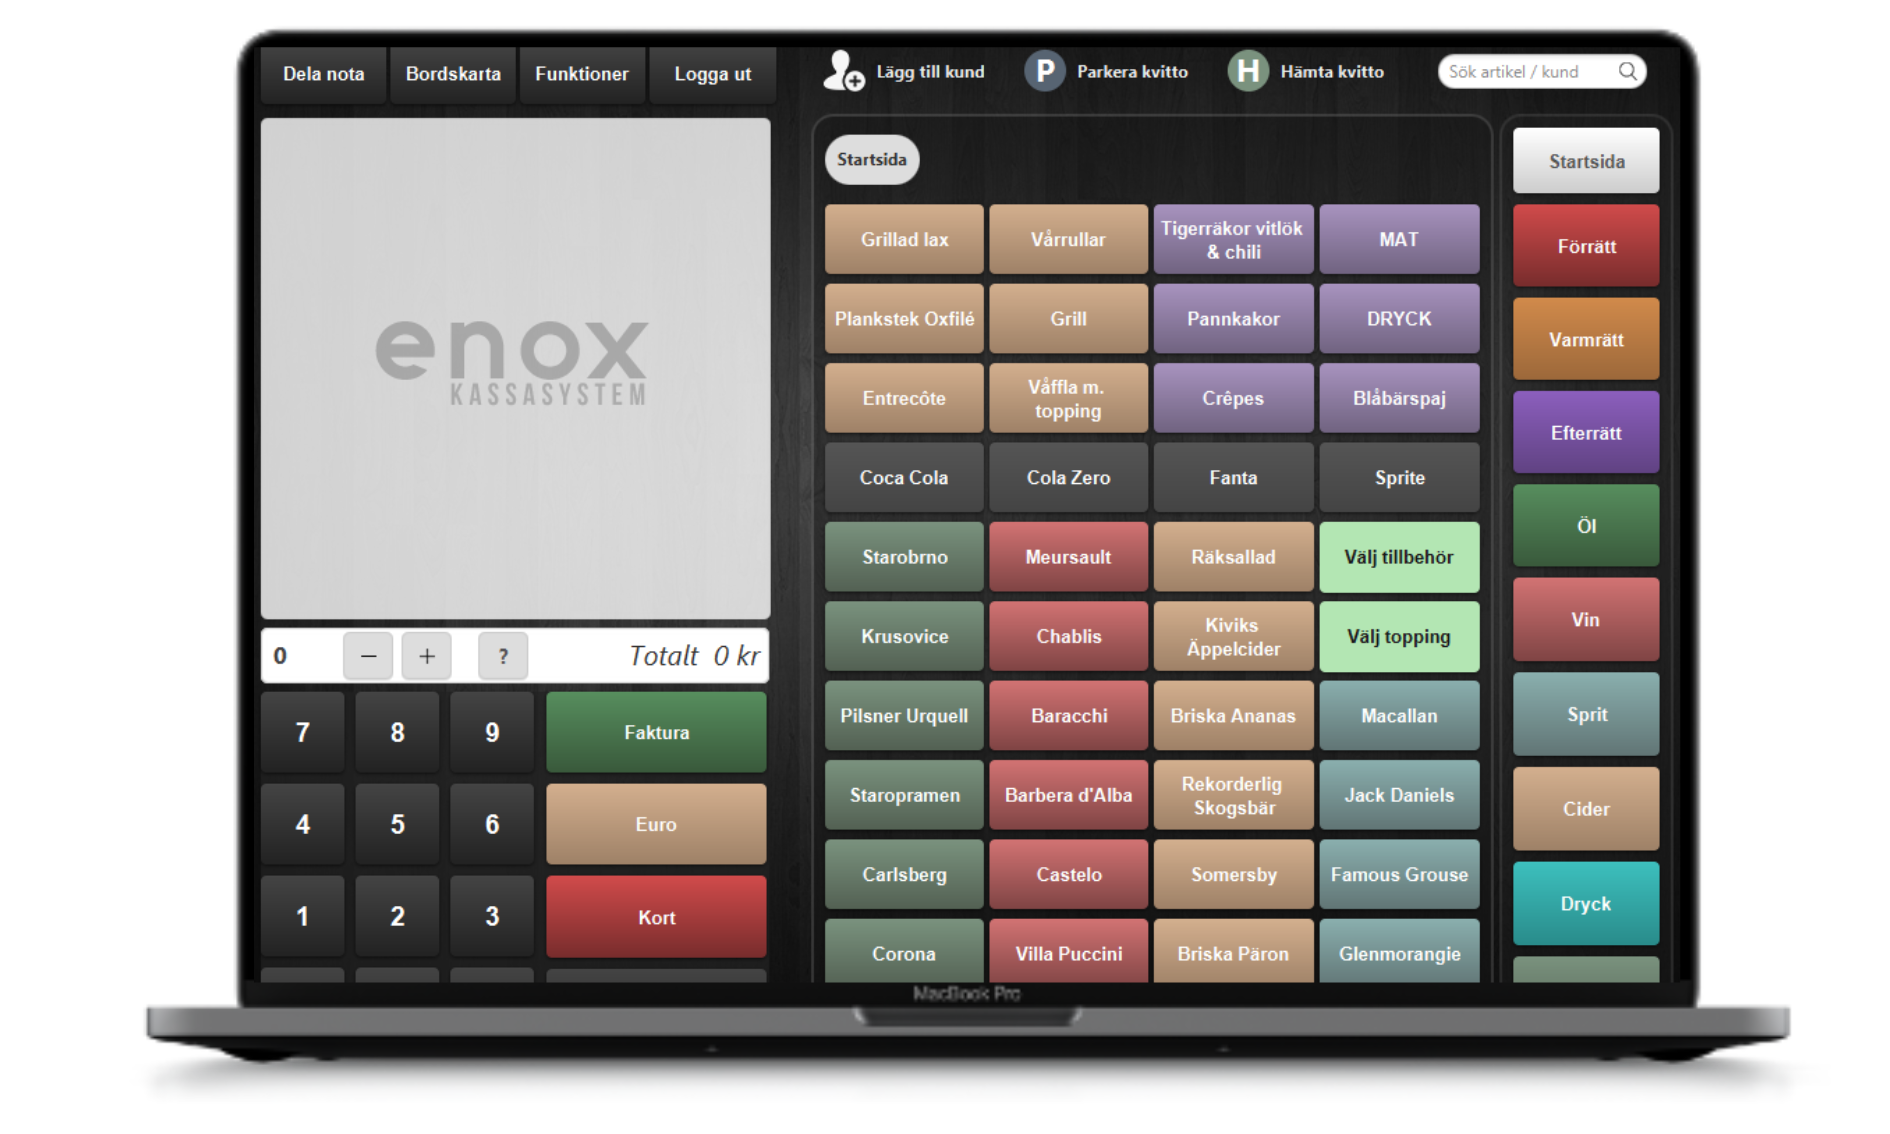 Dela nota
Bordskarta
Funktioner
Logga ut
Lägg till kund
P
Parkera kvitto
H
Hämta kvitto
Sök artikel / kund
enox
KASSASYSTEM
0
−
+
?
Totalt 0 kr
7
8
9
Faktura
4
5
6
Euro
1
2
3
Kort
Startsida
Grillad lax
Vårrullar
Tigerräkor vitlök
& chili
MAT
Plankstek Oxfilé
Grill
Pannkakor
DRYCK
Entrecôte
Våffla m.
topping
Crêpes
Blåbärspaj
Coca Cola
Cola Zero
Fanta
Sprite
Starobrno
Meursault
Räksallad
Välj tillbehör
Krusovice
Chablis
Kiviks
Äppelcider
Välj topping
Pilsner Urquell
Baracchi
Briska Ananas
Macallan
Staropramen
Barbera d'Alba
Rekorderlig
Skogsbär
Jack Daniels
Carlsberg
Castelo
Somersby
Famous Grouse
Corona
Villa Puccini
Briska Päron
Glenmorangie
Startsida
Förrätt
Varmrätt
Efterrätt
Öl
Vin
Sprit
Cider
Dryck
MacBook Pro